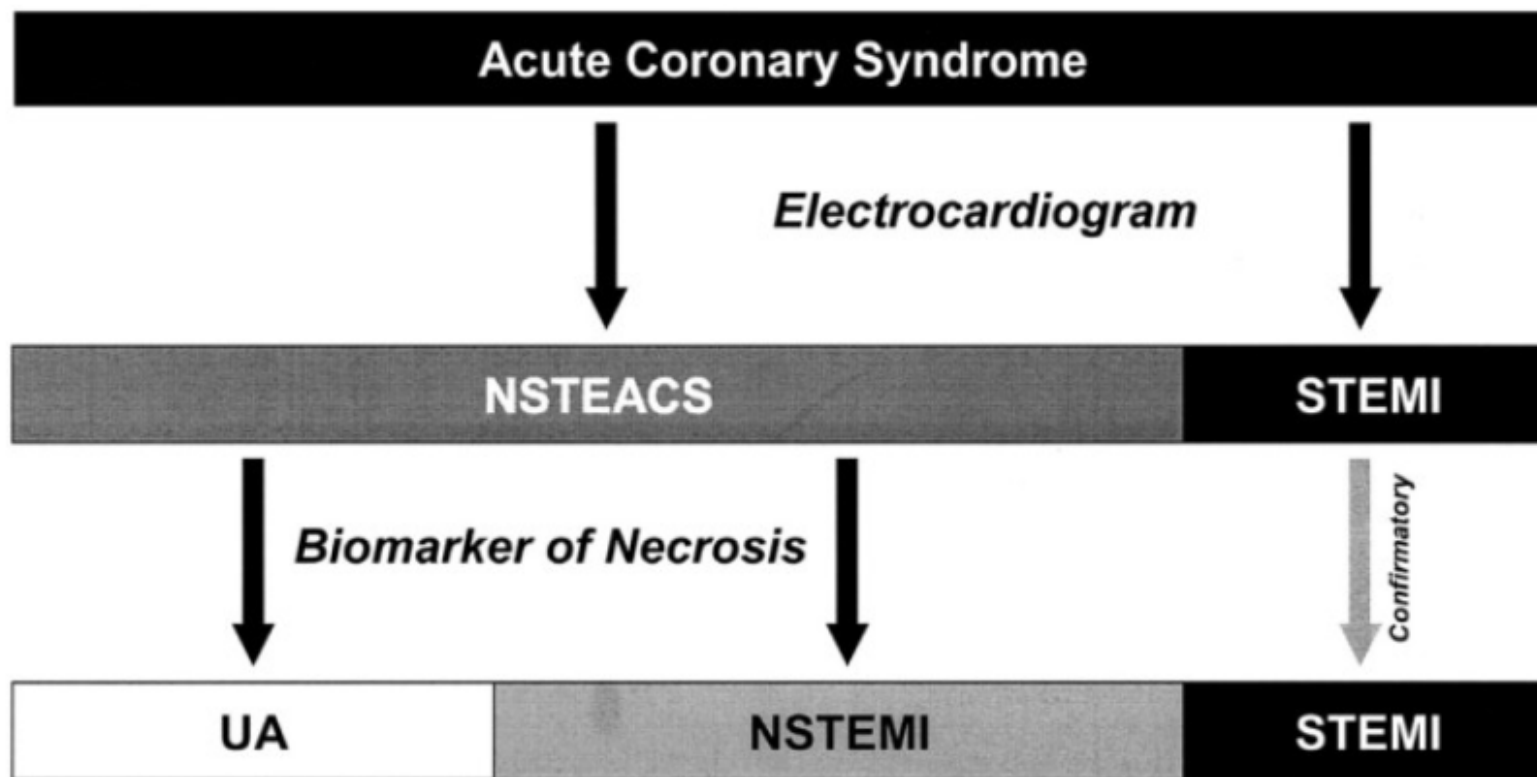 Acute Coronary Syndrome
Electrocardiogram
NSTEACS
STEMI
Biomarker of Necrosis
Confirmatory
UA
NSTEMI
STEMI